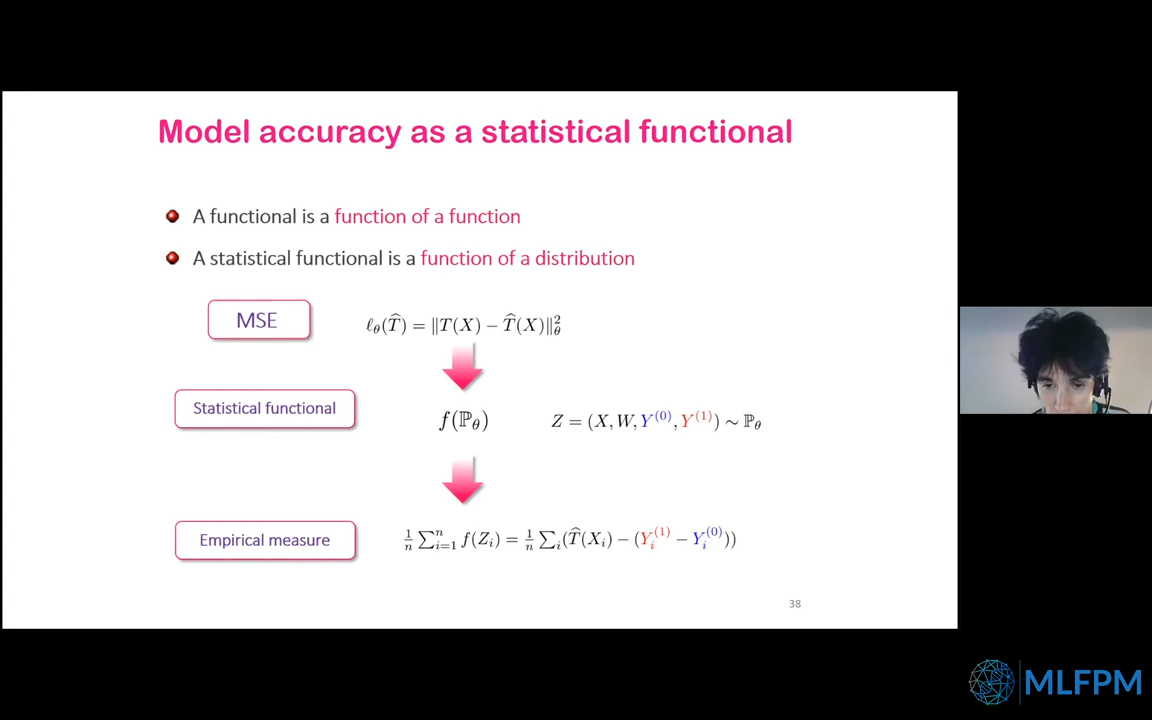 Model accuracy as a statistical functional
A functional is a function of a function
A statistical functional is a function of a distribution
MSE
ℓ_θ(T̂) = ‖T(X) − T̂(X)‖²_θ
Statistical functional
f(ℙ_θ)
Z = (X, W, Y^(0), Y^(1)) ∼ ℙ_θ
Empirical measure
1/n ∑_{i=1}^n f(Z_i) = 1/n ∑_i (T̂(X_i) − (Y_i^(1) − Y_i^(0)))
38
MLFPM